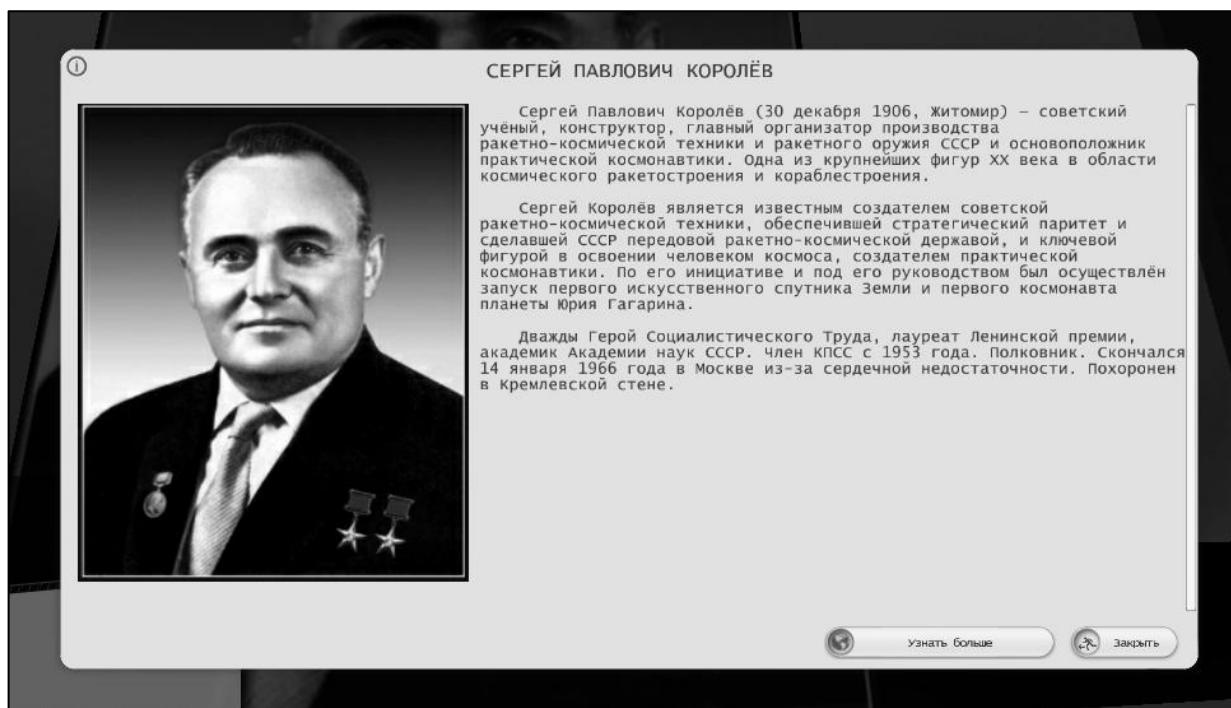 СЕРГЕЙ ПАВЛОВИЧ КОРОЛЁВ
Сергей Павлович Королёв (30 декабря 1906, Житомир) – советский
учёный, конструктор, главный организатор производства
ракетно-космической техники и ракетного оружия СССР и основоположник
практической космонавтики. Одна из крупнейших фигур XX века в области
космического ракетостроения и кораблестроения.
Сергей Королёв является известным создателем советской
ракетно-космической техники, обеспечившей стратегический паритет и
сделавшей СССР передовой ракетно-космической державой, и ключевой
фигурой в освоении человеком космоса, создателем практической
космонавтики. По его инициативе и под его руководством был осуществлён
запуск первого искусственного спутника Земли и первого космонавта
планеты Юрия Гагарина.
Дважды Герой Социалистического Труда, лауреат Ленинской премии,
академик Академии наук СССР. Член КПСС с 1953 года. Полковник. Скончался
14 января 1966 года в Москве из-за сердечной недостаточности. Похоронен
в Кремлевской стене.
Узнать больше
Закрыть